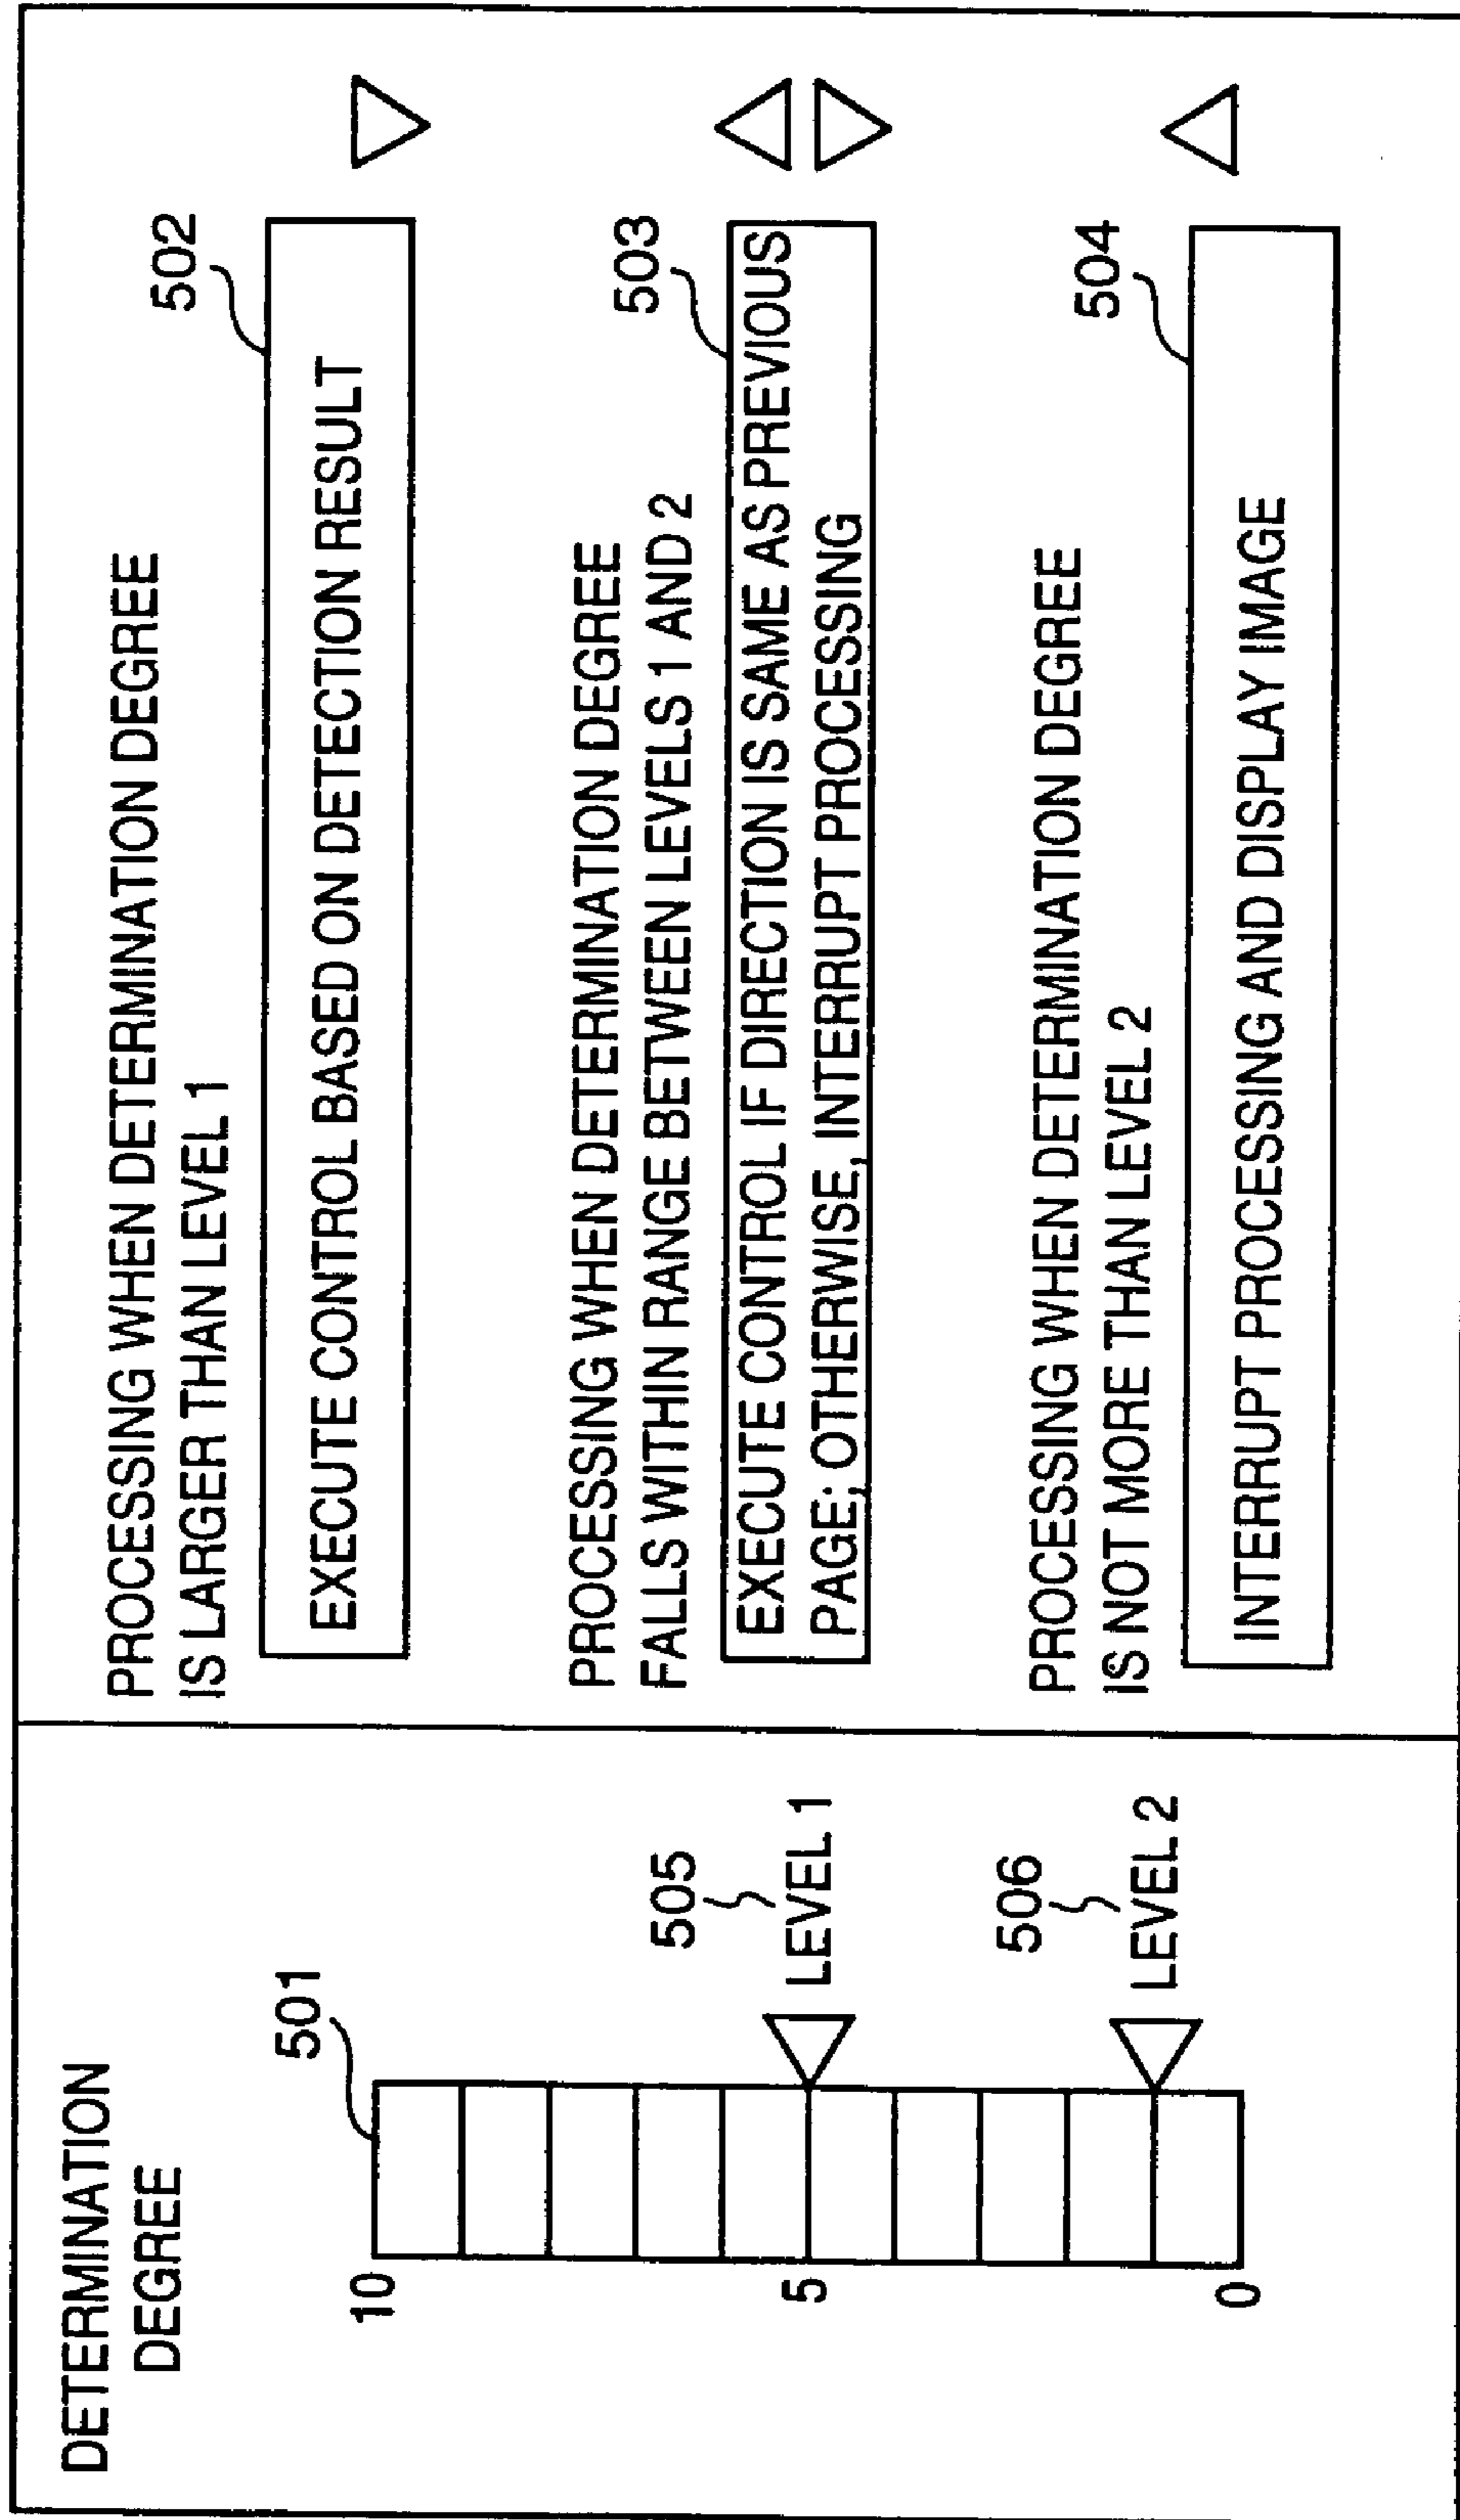 DETERMINATION
DEGREE
501
10
5
0
505
LEVEL 1
506
LEVEL 2
PROCESSING WHEN DETERMINATION DEGREE
IS LARGER THAN LEVEL 1
502
EXECUTE CONTROL BASED ON DETECTION RESULT
PROCESSING WHEN DETERMINATION DEGREE
FALLS WITHIN RANGE BETWEEN LEVELS 1 AND 2
503
EXECUTE CONTROL IF DIRECTION IS SAME AS PREVIOUS
PAGE; OTHERWISE, INTERRUPT PROCESSING
PROCESSING WHEN DETERMINATION DEGREE
IS NOT MORE THAN LEVEL 2
504
INTERRUPT PROCESSING AND DISPLAY IMAGE